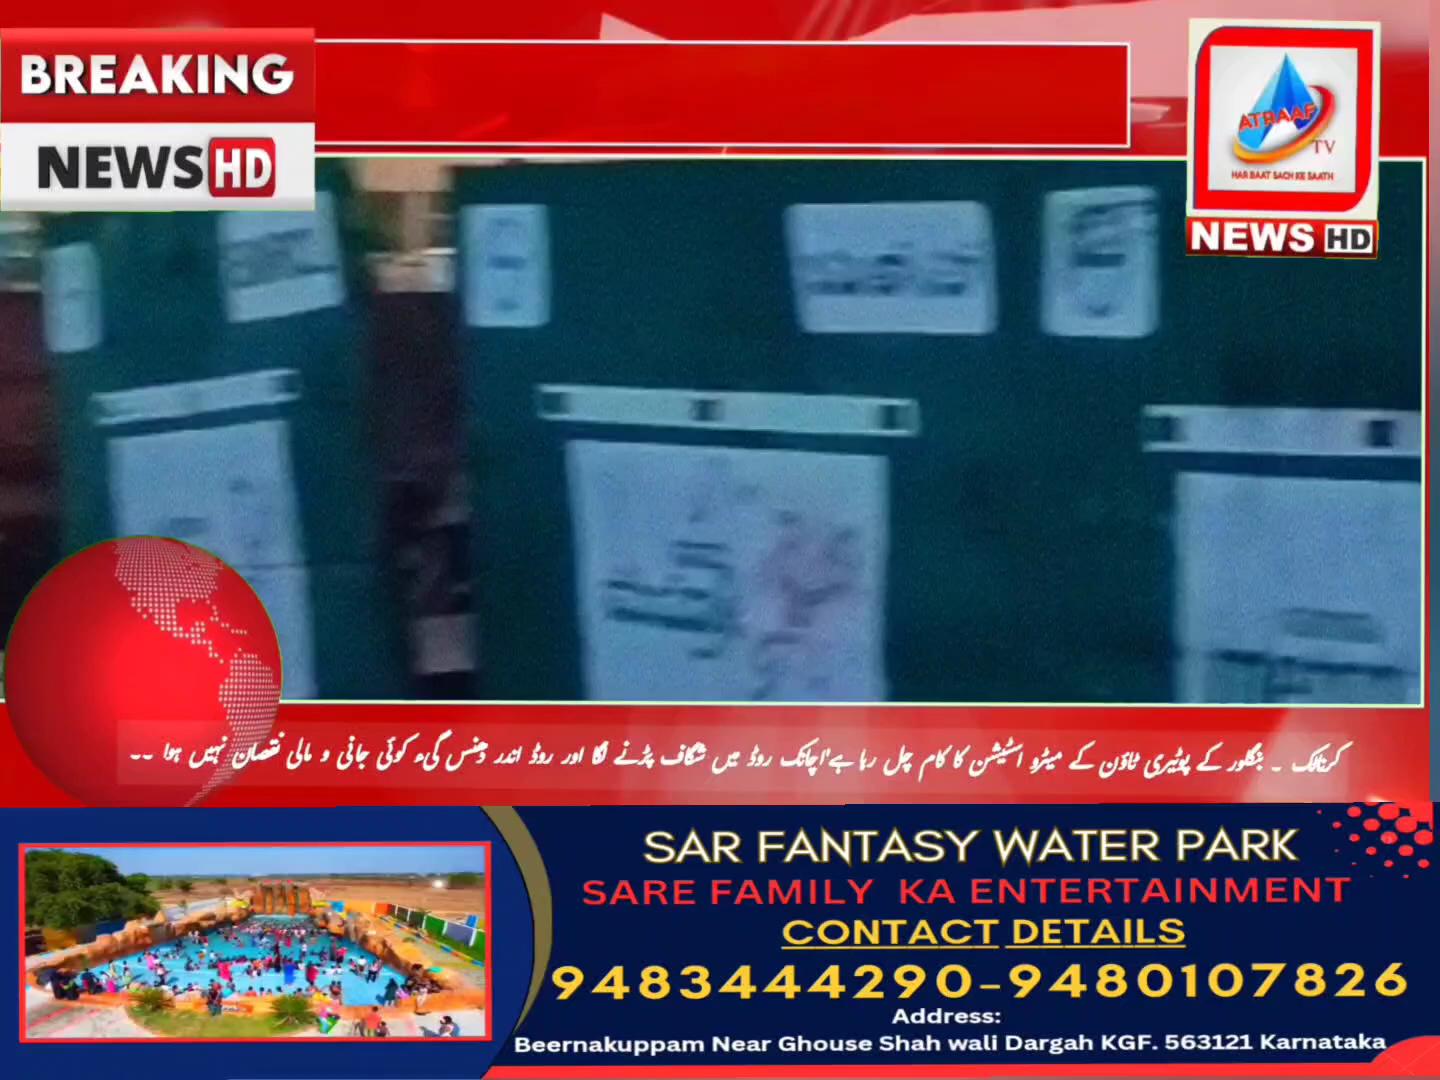 BREAKING
NEWS HD
ATRAAF
TV
HAR BAAT SACH KE SAATH
NEWS HD
کرناٹک ۔ بنگلور کے پوٹیری ٹاؤن کے میٹرو اسٹیشن کا کام چل رہا ہے'اچانک روڈ میں شگاف پڑنے لگا اور روڈ اندر دھنس گیء کوئی جانی و مالی نقصان نہیں ہوا ۔۔
SAR FANTASY WATER PARK
SARE FAMILY KA ENTERTAINMENT
CONTACT DETAILS
9483444290-9480107826
Address:
Beernakuppam Near Ghouse Shah wali Dargah KGF. 563121 Karnataka